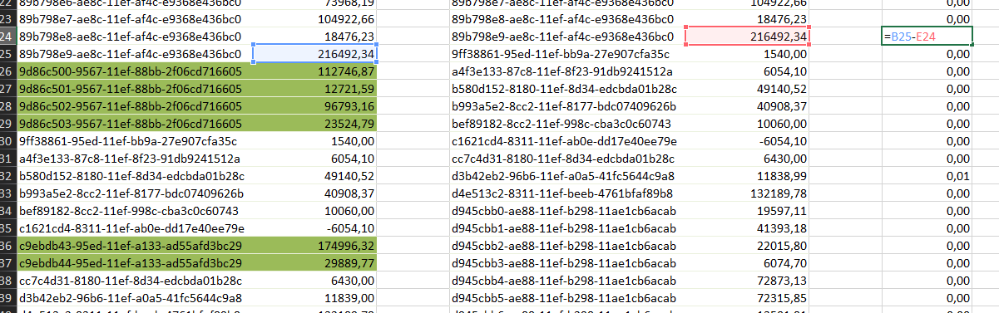 22 89b798e6-ae8c-11ef-af4c-e9368e436bc0 73968,19 89b798e7-ae8c-11ef-af4c-e9368e436bc0 104922,66 0,00
23 89b798e7-ae8c-11ef-af4c-e9368e436bc0 104922,66 89b798e8-ae8c-11ef-af4c-e9368e436bc0 18476,23 0,00
24 89b798e8-ae8c-11ef-af4c-e9368e436bc0 18476,23 89b798e9-ae8c-11ef-af4c-e9368e436bc0 216492,34 =B25-E24
25 89b798e9-ae8c-11ef-af4c-e9368e436bc0 216492,34 9ff38861-95ed-11ef-bb9a-27e907cfa35c 1540,00 0,00
26 9d86c500-9567-11ef-88bb-2f06cd716605 112746,87 a4f3e133-87c8-11ef-8f23-91db9241512a 6054,10 0,00
27 9d86c501-9567-11ef-88bb-2f06cd716605 12721,59 b580d152-8180-11ef-8d34-edcbda01b28c 49140,52 0,00
28 9d86c502-9567-11ef-88bb-2f06cd716605 96793,16 b993a5e2-8cc2-11ef-8177-bdc07409626b 40908,37 0,00
29 9d86c503-9567-11ef-88bb-2f06cd716605 23524,79 bef89182-8cc2-11ef-998c-cba3c0c60743 10060,00 0,00
30 9ff38861-95ed-11ef-bb9a-27e907cfa35c 1540,00 c1621cd4-8311-11ef-ab0e-dd17e40ee79e -6054,10 0,00
31 a4f3e133-87c8-11ef-8f23-91db9241512a 6054,10 cc7c4d31-8180-11ef-8d34-edcbda01b28c 6430,00 0,00
32 b580d152-8180-11ef-8d34-edcbda01b28c 49140,52 d3b42eb2-96b6-11ef-a0a5-41fc5644c9a8 11838,99 0,01
33 b993a5e2-8cc2-11ef-8177-bdc07409626b 40908,37 d4e513c2-8311-11ef-beeb-4761bfaf89b8 132189,78 0,00
34 bef89182-8cc2-11ef-998c-cba3c0c60743 10060,00 d945cbb0-ae88-11ef-b298-11ae1cb6acab 19597,11 0,00
35 c1621cd4-8311-11ef-ab0e-dd17e40ee79e -6054,10 d945cbb1-ae88-11ef-b298-11ae1cb6acab 41393,18 0,00
36 c9ebdb43-95ed-11ef-a133-ad55afd3bc29 174996,32 d945cbb2-ae88-11ef-b298-11ae1cb6acab 22015,80 0,00
37 c9ebdb44-95ed-11ef-a133-ad55afd3bc29 29889,77 d945cbb3-ae88-11ef-b298-11ae1cb6acab 6074,70 0,00
38 cc7c4d31-8180-11ef-8d34-edcbda01b28c 6430,00 d945cbb4-ae88-11ef-b298-11ae1cb6acab 72873,13 0,00
39 d3b42eb2-96b6-11ef-a0a5-41fc5644c9a8 11839,00 d945cbb5-ae88-11ef-b298-11ae1cb6acab 72315,85 0,00